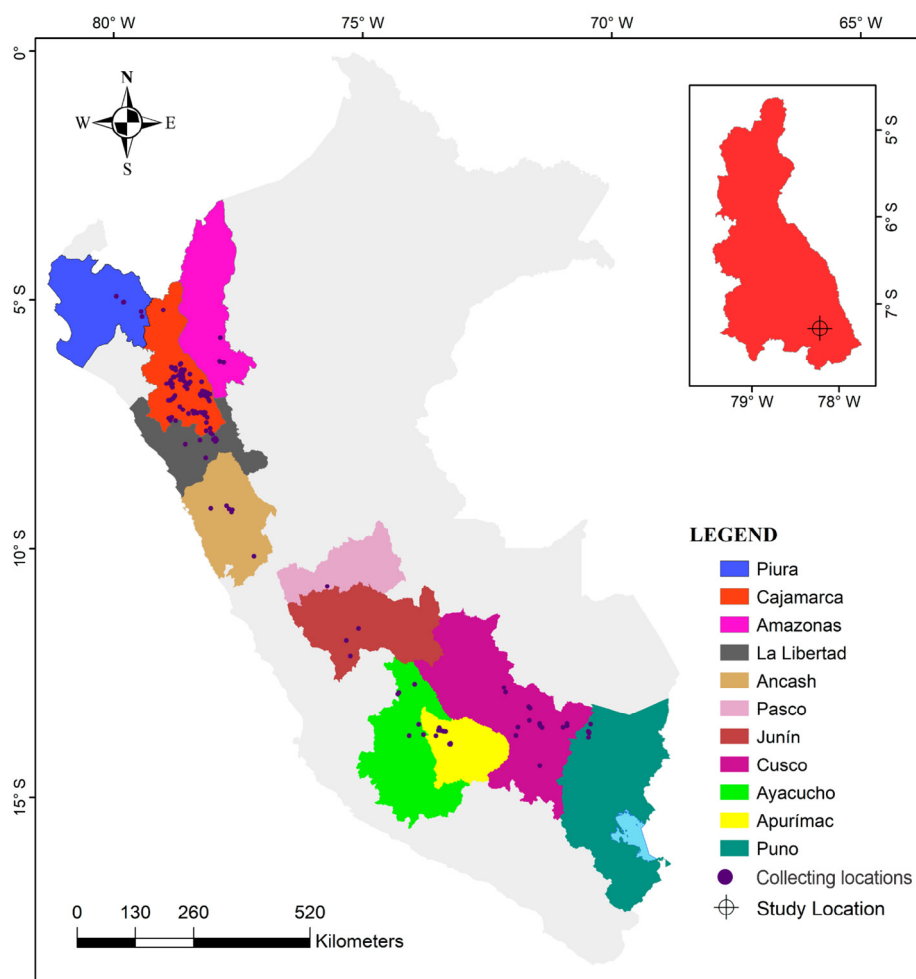 80° W
75° W
70° W
65° W
0°
5° S
10° S
15° S
N
W
E
S
5° S
6° S
7° S
79° W
78° W
LEGEND
Piura
Cajamarca
Amazonas
La Libertad
Ancash
Pasco
Junín
Cusco
Ayacucho
Apurímac
Puno
Collecting locations
Study Location
0 130 260 520
Kilometers